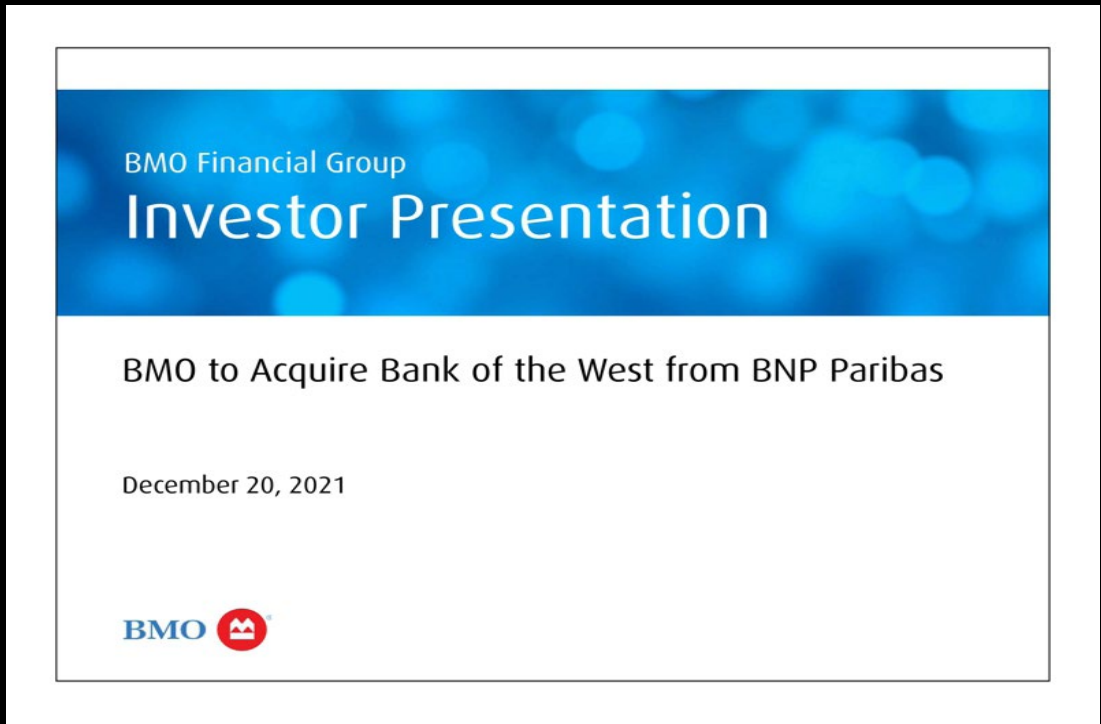 BMO Financial Group
Investor Presentation
BMO to Acquire Bank of the West from BNP Paribas
December 20, 2021
BMO